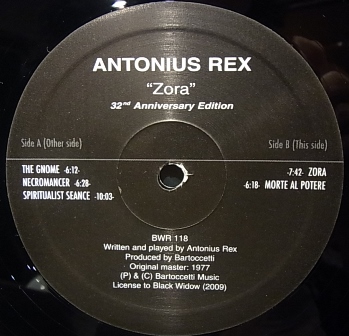 ANTONIUS REX
"Zora"
32nd Anniversary Edition
Side A (Other side)
Side B (This side)
THE GNOME -6:12-
NECROMANCER -6:28-
SPIRITUALIST SEANCE -10:03-
-7:42- ZORA
-6:18- MORTE AL POTERE
BWR 118
Written and played by Antonius Rex
Produced by Bartoccetti
Original master: 1977
(P) & (C) Bartoccetti Music
License to Black Widow (2009)